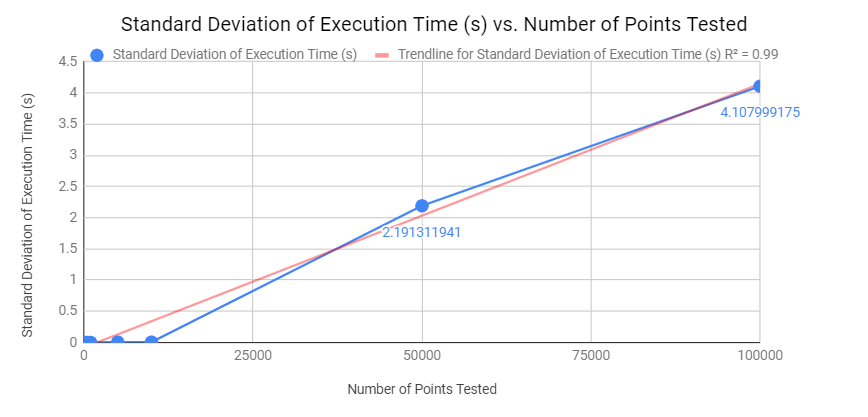 Standard Deviation of Execution Time (s) vs. Number of Points Tested
Standard Deviation of Execution Time (s) Trendline for Standard Deviation of Execution Time (s) R² = 0.99
Standard Deviation of Execution Time (s)
4.5
4
3.5
3
2.5
2
1.5
1
0.5
0
4.107999175
2.191311941
0 25000 50000 75000 100000
Number of Points Tested